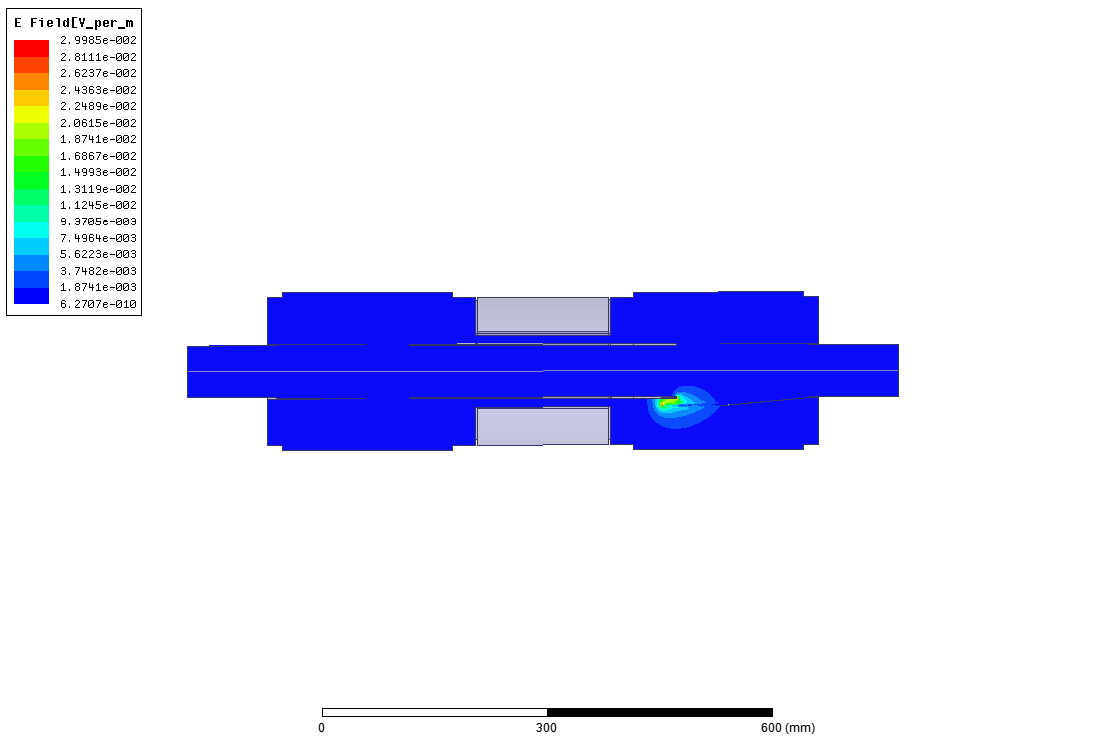 E Field[V_per_m
2.9985e-002
2.8111e-002
2.6237e-002
2.4363e-002
2.2489e-002
2.0615e-002
1.8741e-002
1.6867e-002
1.4993e-002
1.3119e-002
1.1245e-002
9.3705e-003
7.4964e-003
5.6223e-003
3.7482e-003
1.8741e-003
6.2707e-010
0 300 600 (mm)